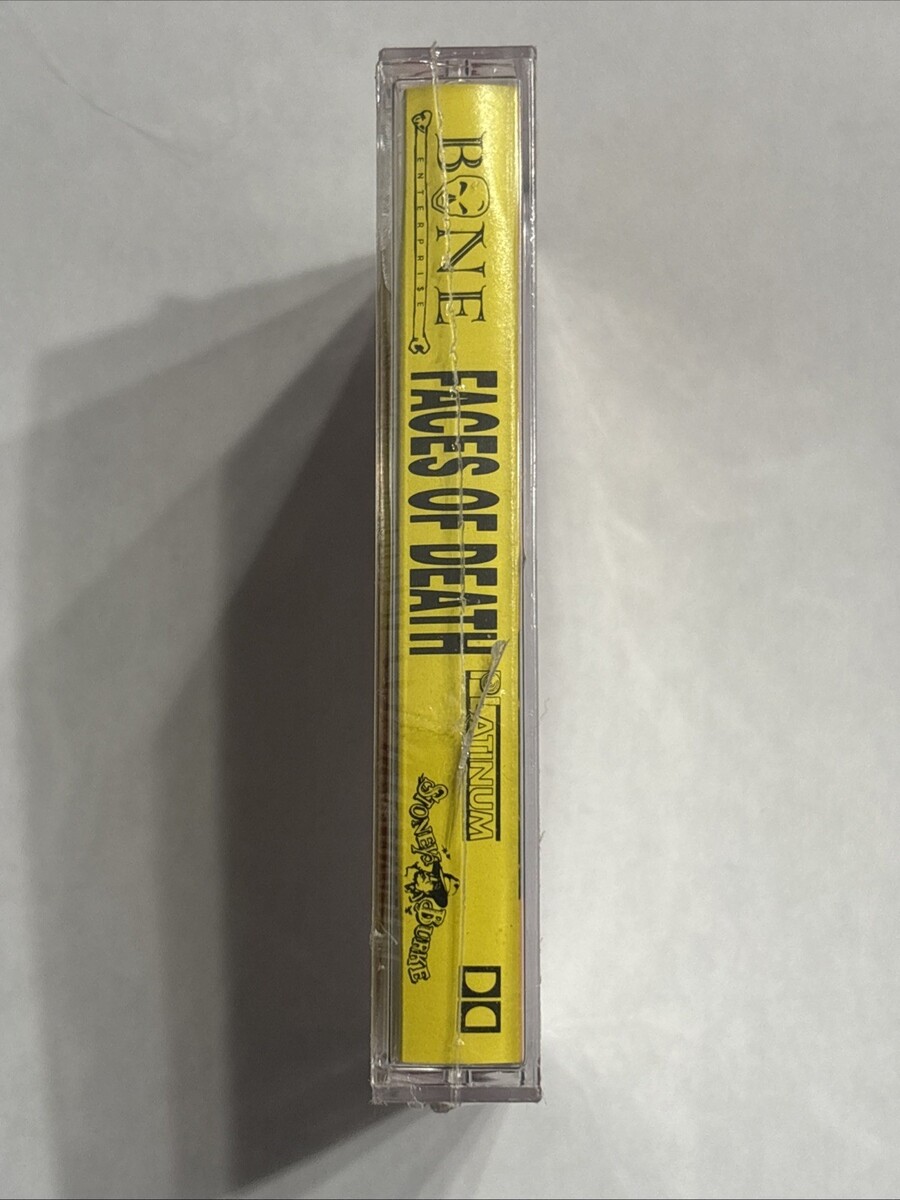 BONE
ENTERPRISE
FACES OF DEATH
PLATINUM
STONEY BURKE